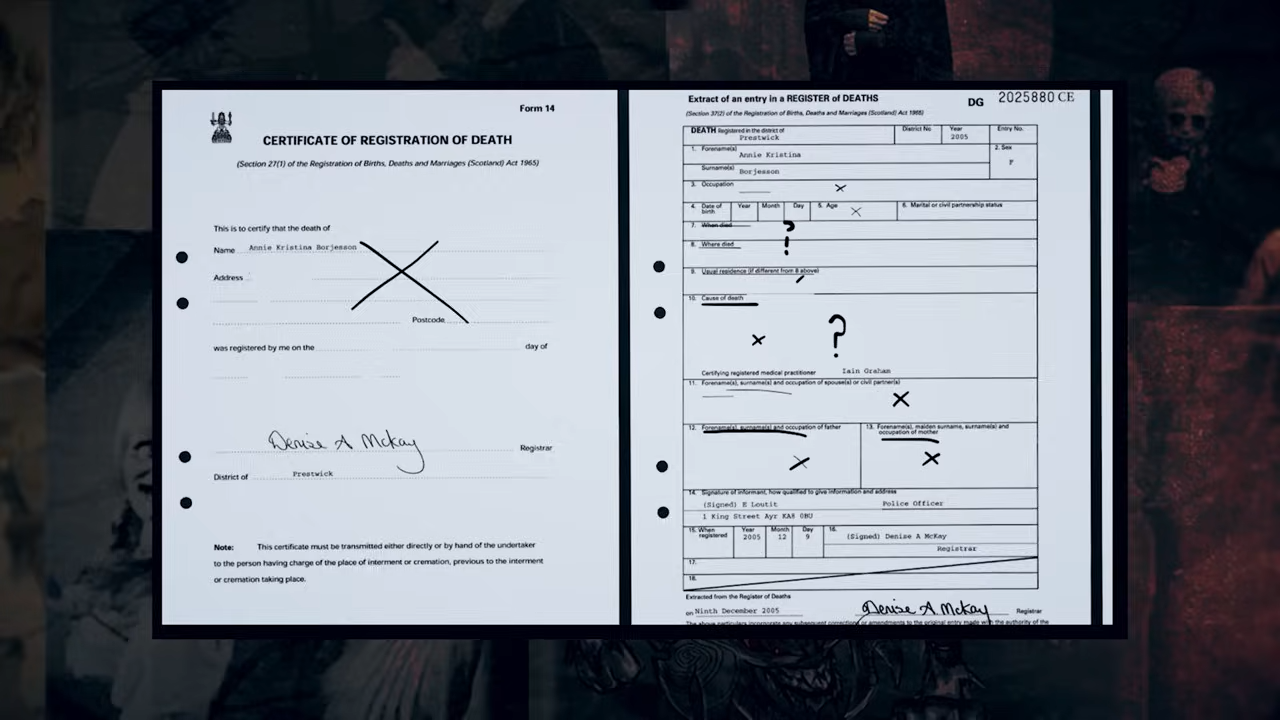 Form 14
CERTIFICATE OF REGISTRATION OF DEATH
(Section 27(1) of the Registration of Births, Deaths and Marriages (Scotland) Act 1965)
This is to certify that the death of
Name Annie Kristina Borjesson
Address
Postcode
was registered by me on the day of
Denise A McKay Registrar
District of Prestwick
Note: This certificate must be transmitted either directly or by hand of the undertaker
to the person having charge of the place of interment or cremation, previous to the interment
or cremation taking place.
Extract of an entry in a REGISTER of DEATHS DG 2025880 CE
(Section 37(2) of the Registration of Births, Deaths and Marriages (Scotland) Act 1965)
DEATH Registered in the district of District No Year Entry No.
Prestwick 2005
1. Forename(s) 2. Sex
Annie Kristina F
Surname(s)
Borjesson
3. Occupation
4. Date of birth Year Month Day 5. Age 6. Marital or civil partnership status
7. When died ?
8. Where died !
9. Usual residence (if different from 8 above)
10. Cause of death
?
Certifying registered medical practitioner Iain Graham
11. Forename(s), surname(s) and occupation of spouse(s) or civil partner(s)
12. Forename(s), surname(s) and occupation of father 13. Forename(s), maiden surname, surname(s) and
occupation of mother
14. Signature of informant, how qualified to give information and address
(Signed) E Loutit Police Officer
1 King Street Ayr KA8 0BU
15. When registered Year Month Day 16. (Signed) Denise A McKay
2005 12 9 Registrar
17.
18.
Extracted from the Register of Deaths
on Ninth December 2005 Denise A McKay Registrar
The above particulars incorporate any subsequent corrections or amendments to the original entry made with the authority of the